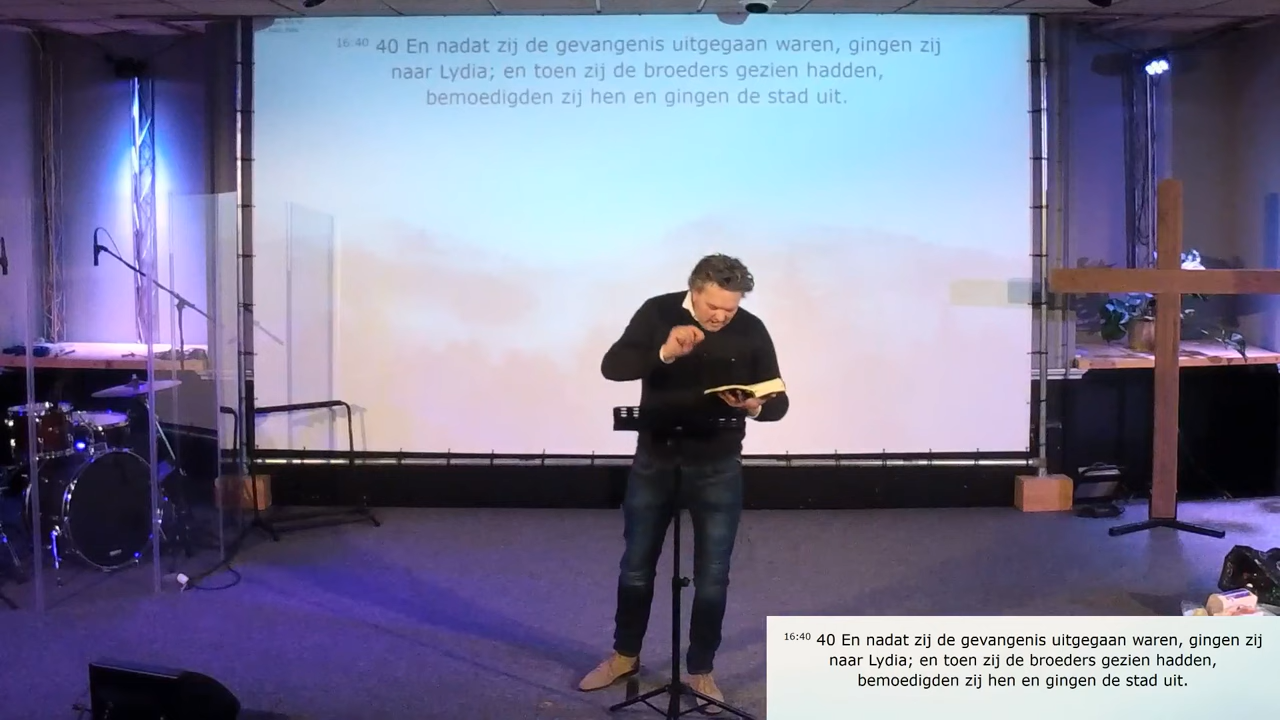 16:40 40 En nadat zij de gevangenis uitgegaan waren, gingen zij
naar Lydia; en toen zij de broeders gezien hadden,
bemoedigden zij hen en gingen de stad uit.
16:40 40 En nadat zij de gevangenis uitgegaan waren, gingen zij
naar Lydia; en toen zij de broeders gezien hadden,
bemoedigden zij hen en gingen de stad uit.